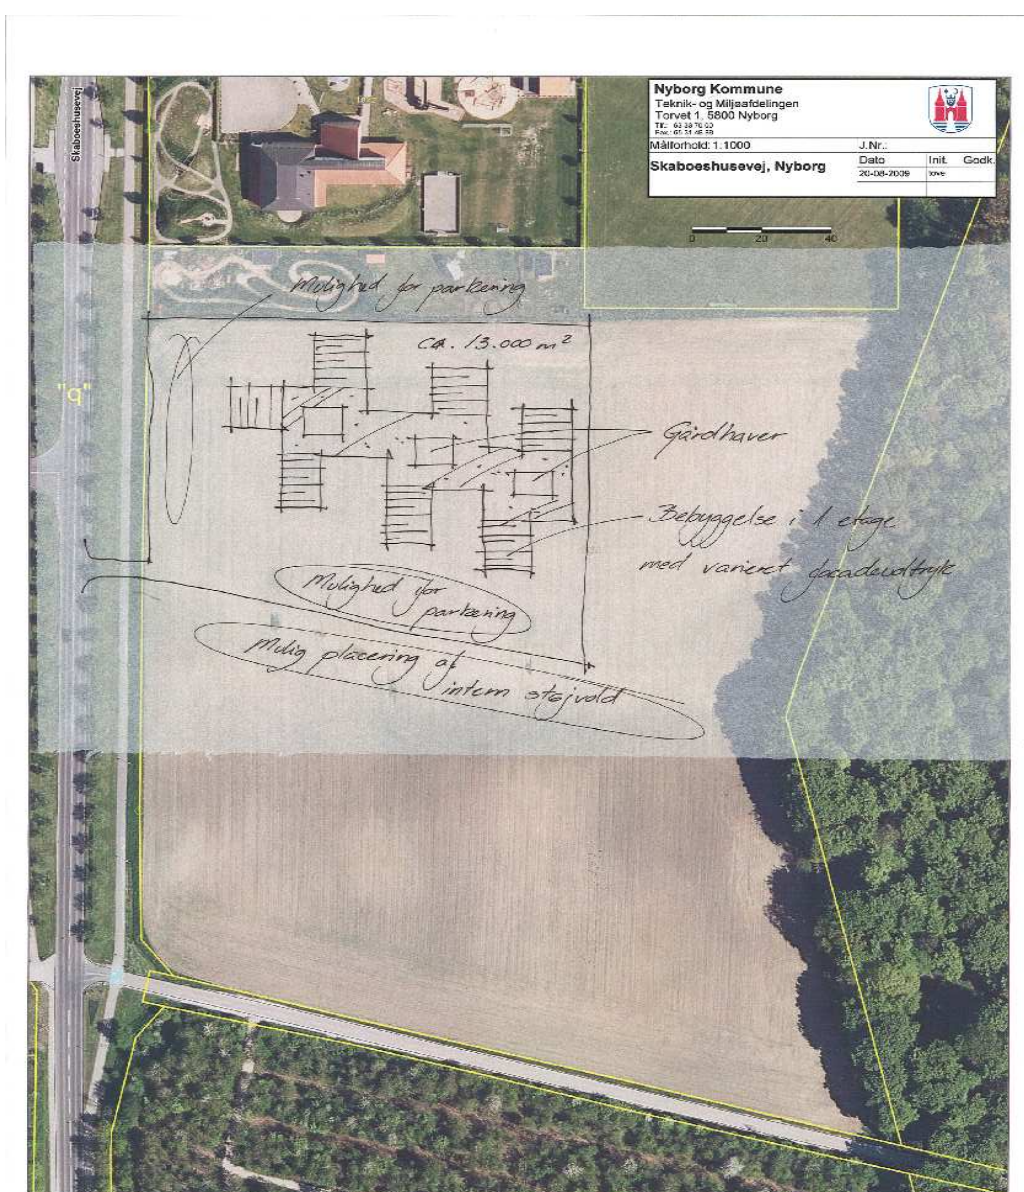 Skaboeshusevej
Nyborg Kommune
Teknik- og Miljøafdelingen
Torvet 1, 5800 Nyborg
Målforhold: 1:1000
J.Nr.:
Skaboeshusevej, Nyborg
Dato
Init.
Godk.
20-08-2009
tove
0 20 40
Mulighed for parkering
ca. 13.000 m²
"q"
Gårdhaver
Bebyggelse i 1 etage
med varieret facadeudtryk
Mulighed for
parkering
Mulig placering af
intern støjvold